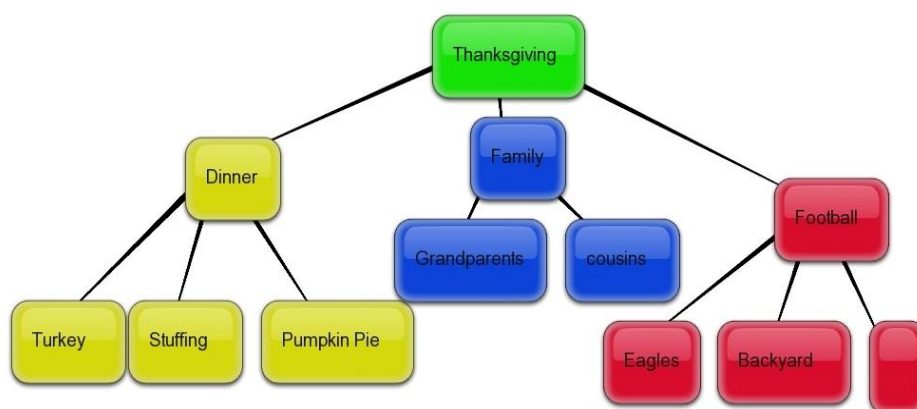 Thanksgiving
Family
Dinner
Football
Grandparents
cousins
Turkey
Stuffing
Pumpkin Pie
Eagles
Backyard